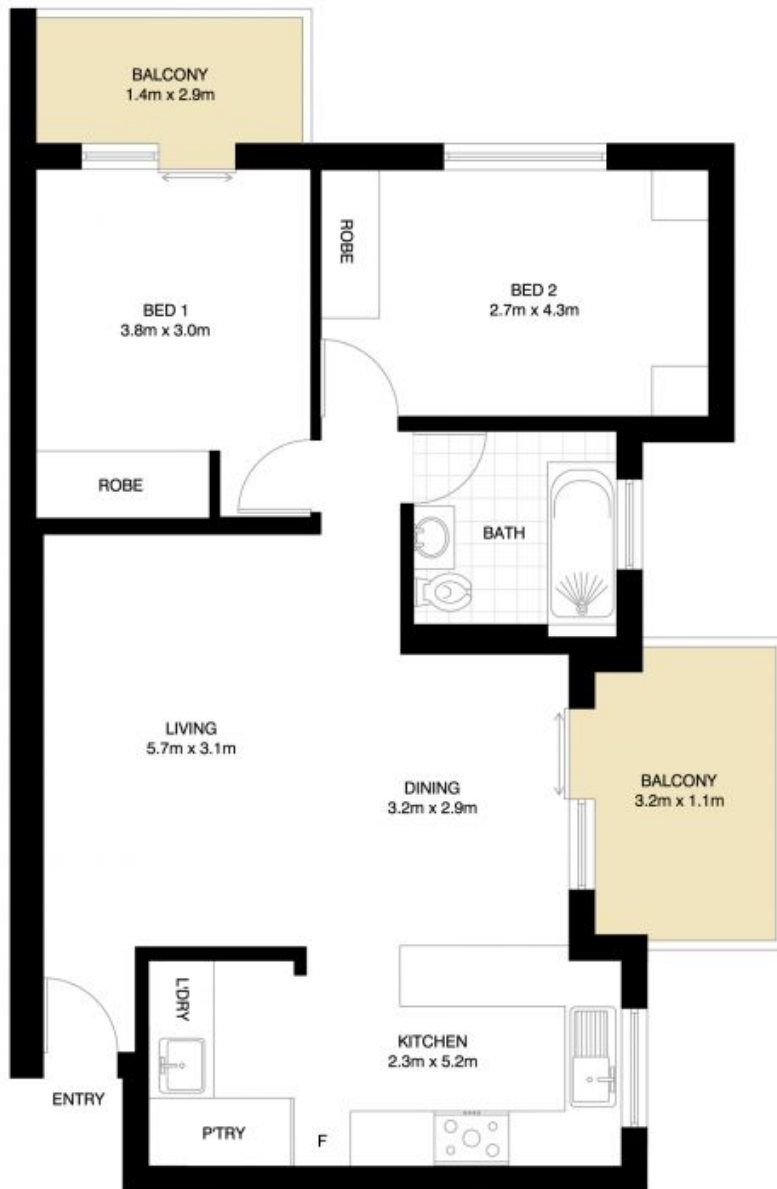 BALCONY
1.4m x 2.9m
BED 1
3.8m x 3.0m
ROBE
BED 2
2.7m x 4.3m
ROBE
BATH
LIVING
5.7m x 3.1m
DINING
3.2m x 2.9m
BALCONY
3.2m x 1.1m
L'DRY
KITCHEN
2.3m x 5.2m
ENTRY
P'TRY
F